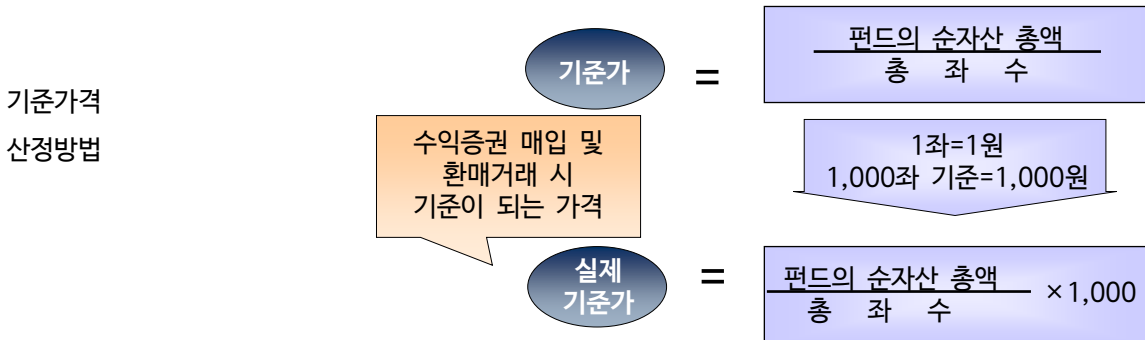 기준가격
산정방법
기준가
=
펀드의 순자산 총액
총 좌 수
수익증권 매입 및
환매거래 시
기준이 되는 가격
1좌=1원
1,000좌 기준=1,000원
실제
기준가
=
펀드의 순자산 총액
총 좌 수
×1,000